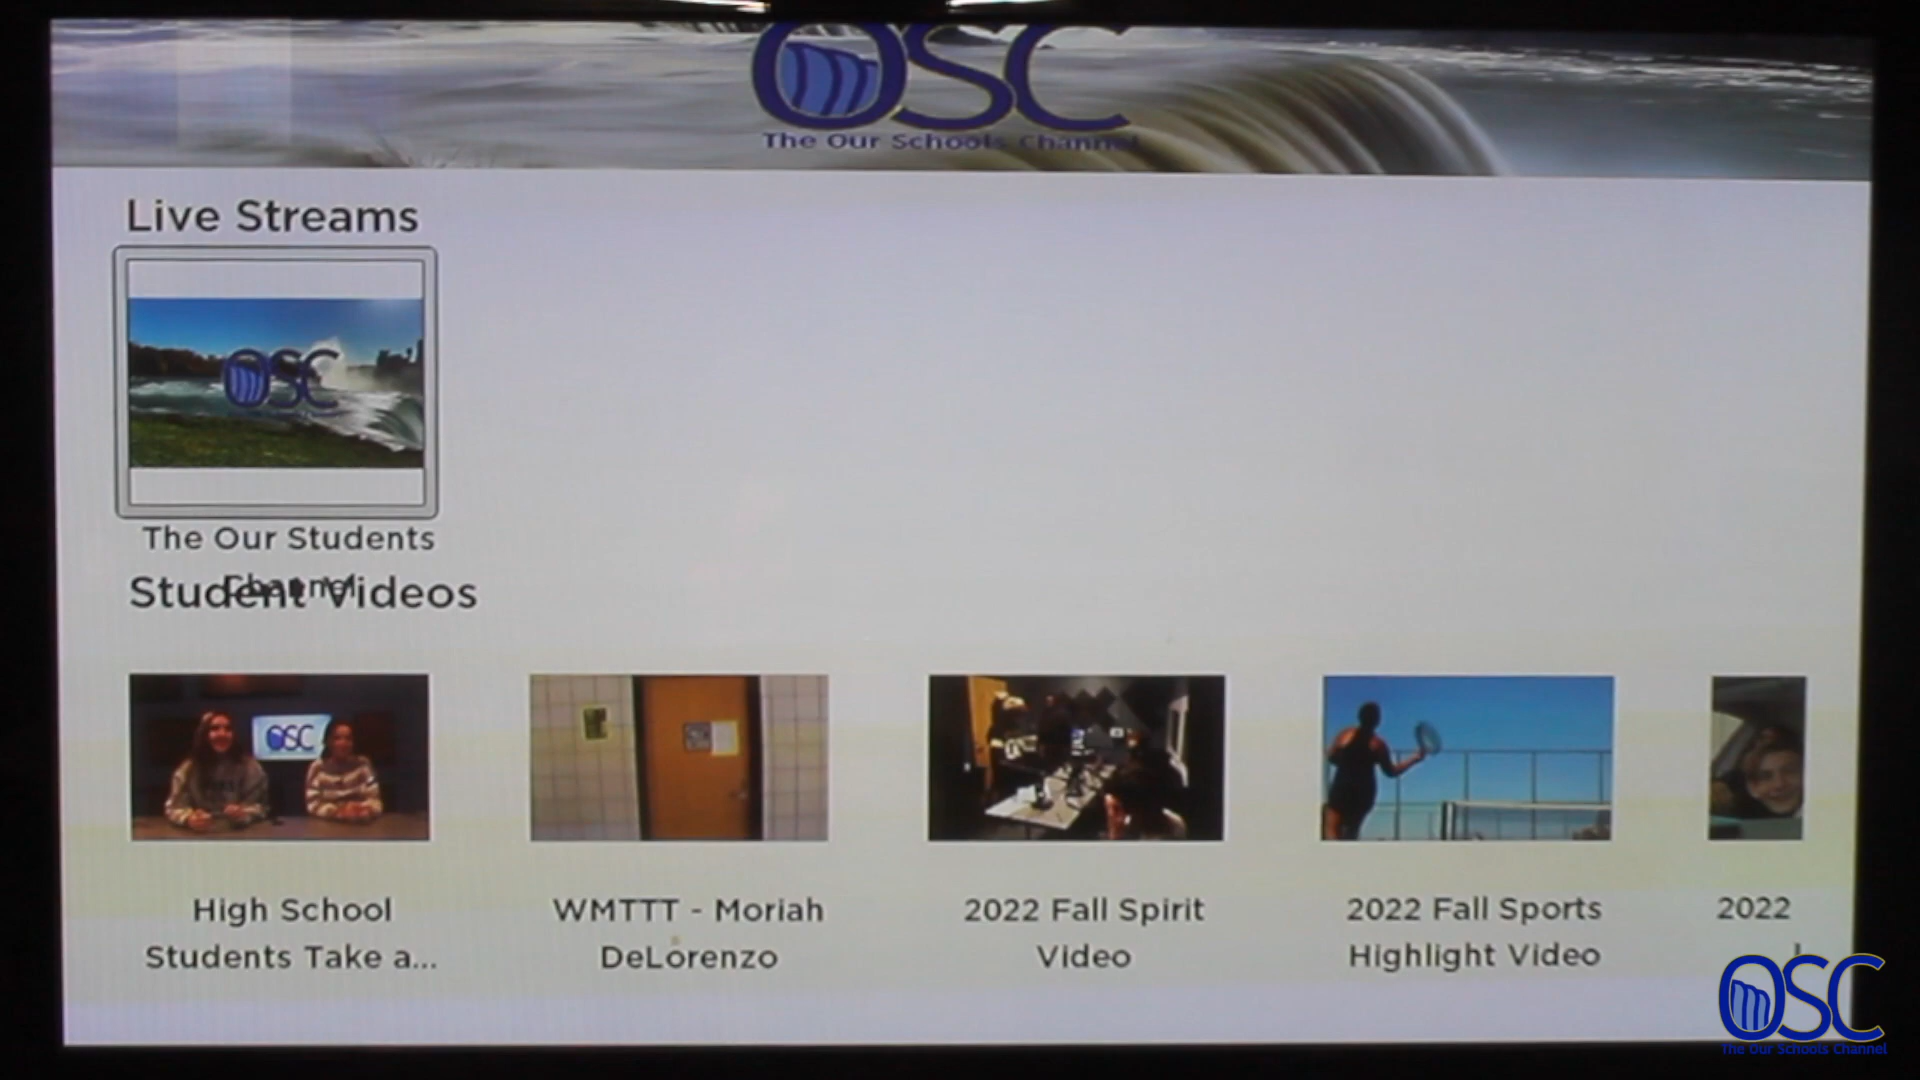 OSC
The Our Schools Channel
Live Streams
OSC
The Our Students
Channel
Student Videos
OSC
High School
Students Take a...
WMTTT - Moriah
DeLorenzo
2022 Fall Spirit
Video
2022 Fall Sports
Highlight Video
2022
OSC
The Our Schools Channel